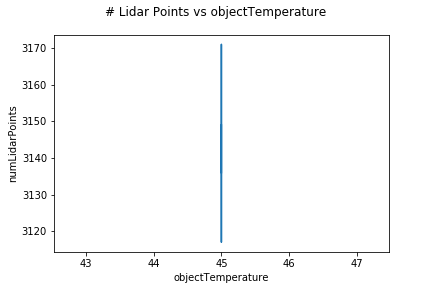 # Lidar Points vs objectTemperature
3170
3160
3150
3140
3130
3120
numLidarPoints
43 44 45 46 47
objectTemperature